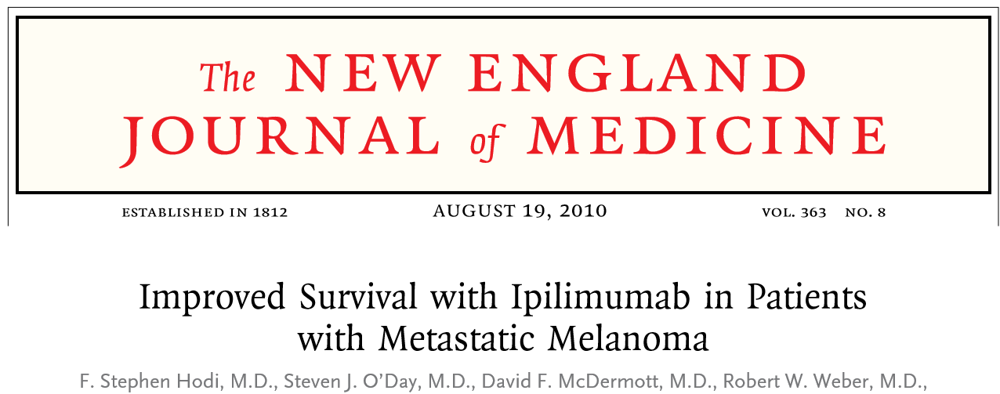 The NEW ENGLAND
JOURNAL of MEDICINE
ESTABLISHED IN 1812 AUGUST 19, 2010 VOL. 363 NO. 8
Improved Survival with Ipilimumab in Patients
with Metastatic Melanoma
F. Stephen Hodi, M.D., Steven J. O’Day, M.D., David F. McDermott, M.D., Robert W. Weber, M.D.,